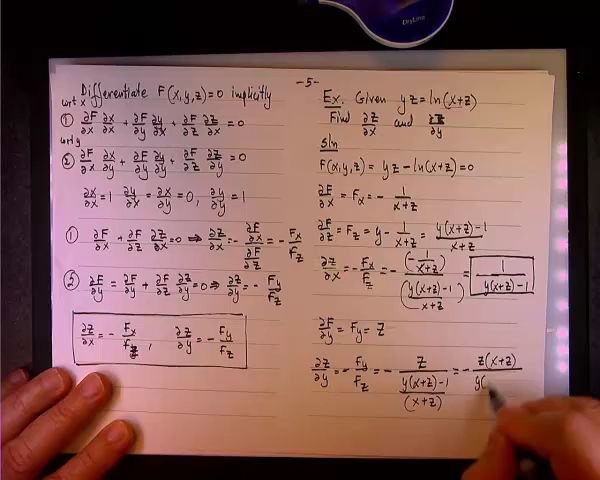 DryLine
-5-
Differentiate F(x,y,z)=0 implicitly
wrt x
① ∂F/∂x ∂x/∂x + ∂F/∂y ∂y/∂x + ∂F/∂z ∂z/∂x = 0
wrt y
② ∂F/∂x ∂x/∂y + ∂F/∂y ∂y/∂y + ∂F/∂z ∂z/∂y = 0
∂x/∂x = 1 ∂y/∂x = ∂x/∂y = 0, ∂y/∂y = 1
① ∂F/∂x + ∂F/∂z ∂z/∂x = 0 ⇒ ∂z/∂x = - (∂F/∂x)/(∂F/∂z) = - Fx/Fz
② ∂F/∂y = ∂F/∂y + ∂F/∂z ∂z/∂y = 0 ⇒ ∂z/∂y = - Fy/Fz
∂z/∂x = - Fx/Fz, ∂z/∂y = - Fy/Fz
Ex. Given yz = ln(x+z)
Find ∂z/∂x and ∂z/∂y
sln
F(x,y,z) = yz - ln(x+z) = 0
∂F/∂x = Fx = - 1/(x+z)
∂F/∂z = Fz = y - 1/(x+z) = (y(x+z)-1)/(x+z)
∂z/∂x = - Fx/Fz = - (-1/(x+z))/((y(x+z)-1)/(x+z)) = 1/(y(x+z)-1)
∂F/∂y = Fy = z
∂z/∂y = - Fy/Fz = - z/((y(x+z)-1)/(x+z)) = - z(x+z)/y(